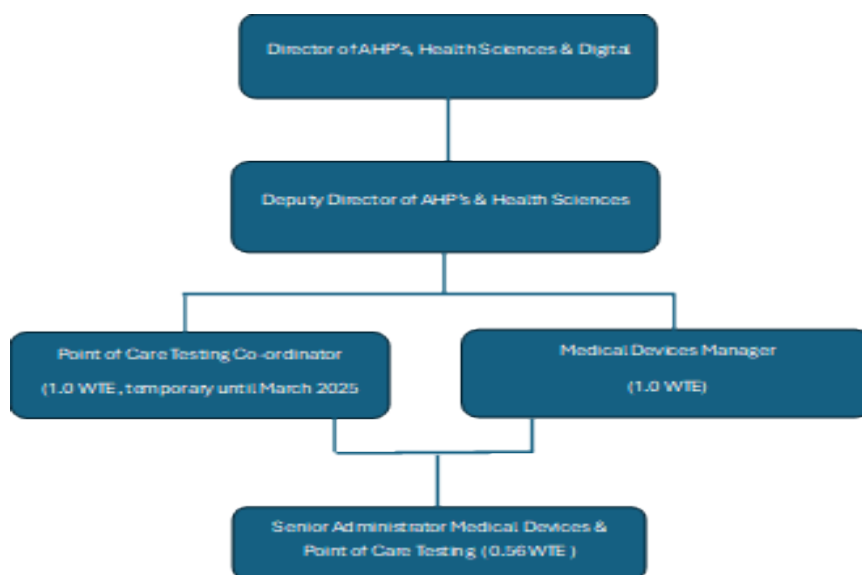 Director of AHP's, Health Sciences & Digital
Deputy Director of AHP's & Health Sciences
Point of Care Testing Co-ordinator
(1.0 WTE, temporary until March 2025
Medical Devices Manager
(1.0 WTE)
Senior Administrator Medical Devices &
Point of Care Testing (0.56 WTE )